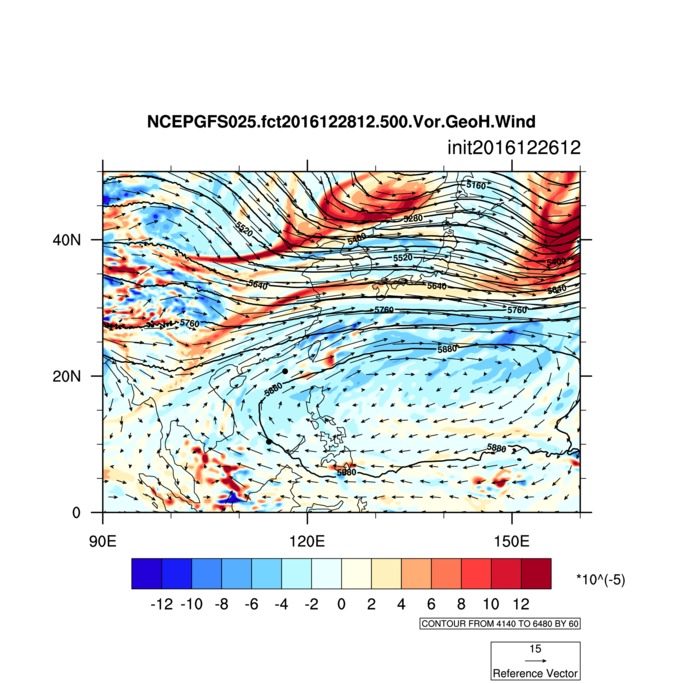 NCEPGFS025.fct2016122812.500.Vor.GeoH.Wind
init2016122612
5160
5280
5520
5400
5520
5400
5640
5640
5640
5760
5760
5760
5880
5880
5880
5880
40N
20N
0
90E 120E 150E
-12 -10 -8 -6 -4 -2 0 2 4 6 8 10 12
*10^(-5)
CONTOUR FROM 4140 TO 6480 BY 60
15
Reference Vector